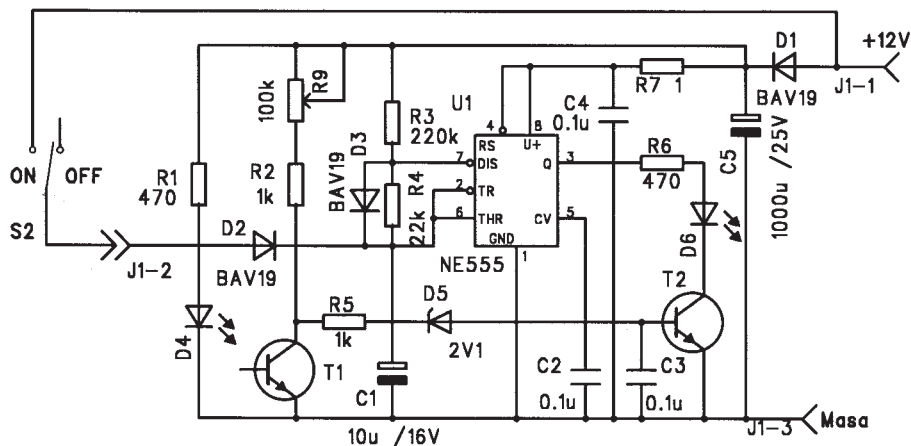 D1
+12V
J1-1
BAV19
R7 1
C4
0.1u
C5
1000u /25V
100k
R9
R3
220k
U1
4
8
RS
U+
DIS
Q
TR
THR
CV
GND
7
2
6
3
5
1
NE555
R6
470
D3
BAV19
R4
22k
ON
OFF
S2
R1
470
R2
1k
D2
BAV19
J1-2
D6
T2
D4
R5
1k
D5
2V1
T1
C1
10u /16V
C2
0.1u
C3
0.1u
J1-3
Masa